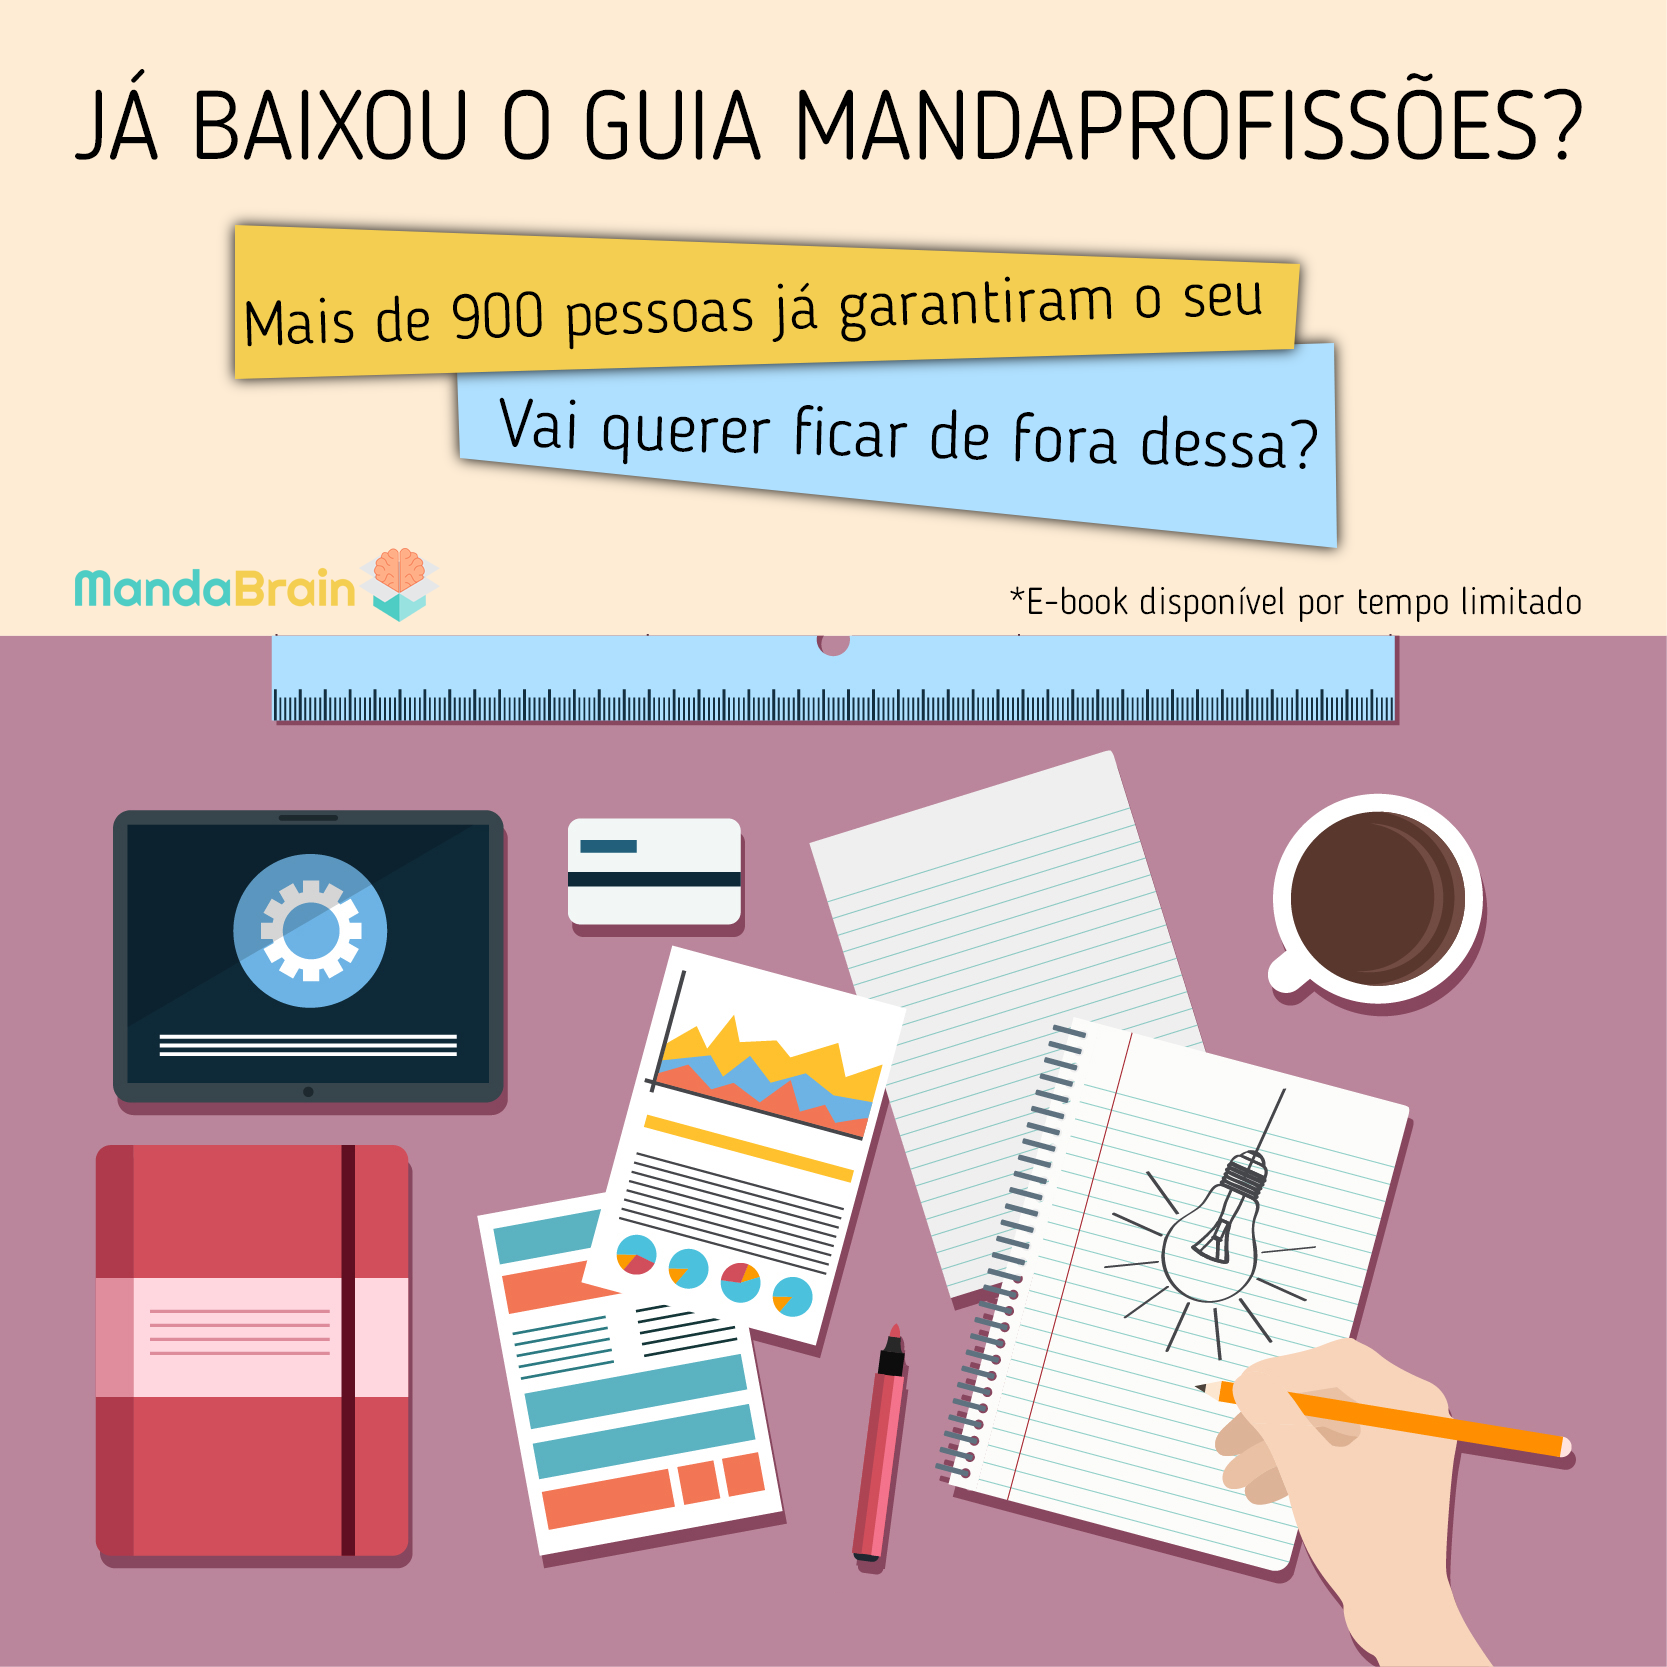 JÁ BAIXOU O GUIA MANDAPROFISSÕES?
Mais de 900 pessoas já garantiram o seu
Vai querer ficar de fora dessa?
MandaBrain
*E-book disponível por tempo limitado